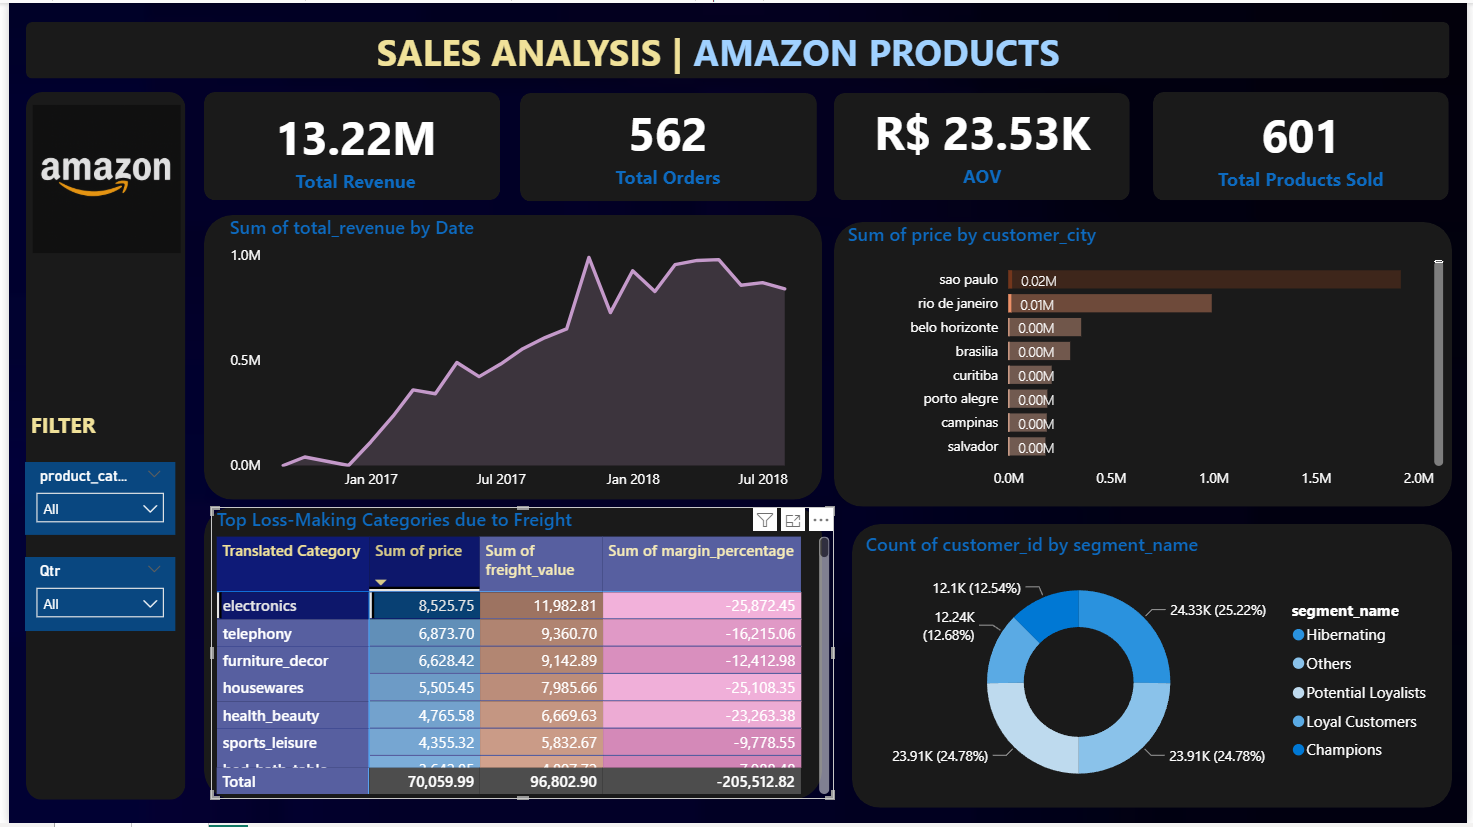 SALES ANALYSIS | AMAZON PRODUCTS
amazon
13.22M
Total Revenue
562
Total Orders
R$ 23.53K
AOV
601
Total Products Sold
FILTER
product_cat...
All
Qtr
All
Sum of total_revenue by Date
1.0M
0.5M
0.0M
Jan 2017
Jul 2017
Jan 2018
Jul 2018
Sum of price by customer_city
sao paulo 0.02M
rio de janeiro 0.01M
belo horizonte 0.00M
brasilia 0.00M
curitiba 0.00M
porto alegre 0.00M
campinas 0.00M
salvador 0.00M
0.0M 0.5M 1.0M 1.5M 2.0M
Top Loss-Making Categories due to Freight
Translated Category Sum of price Sum of freight_value Sum of margin_percentage
electronics 8,525.75 11,982.81 -25,872.45
telephony 6,873.70 9,360.70 -16,215.06
furniture_decor 6,628.42 9,142.89 -12,412.98
housewares 5,505.45 7,985.66 -25,108.35
health_beauty 4,765.58 6,669.63 -23,263.38
sports_leisure 4,355.32 5,832.67 -9,778.55
Total 70,059.99 96,802.90 -205,512.82
Count of customer_id by segment_name
12.1K (12.54%)
12.24K
(12.68%)
24.33K (25.22%)
23.91K (24.78%)
23.91K (24.78%)
segment_name
Hibernating
Others
Potential Loyalists
Loyal Customers
Champions